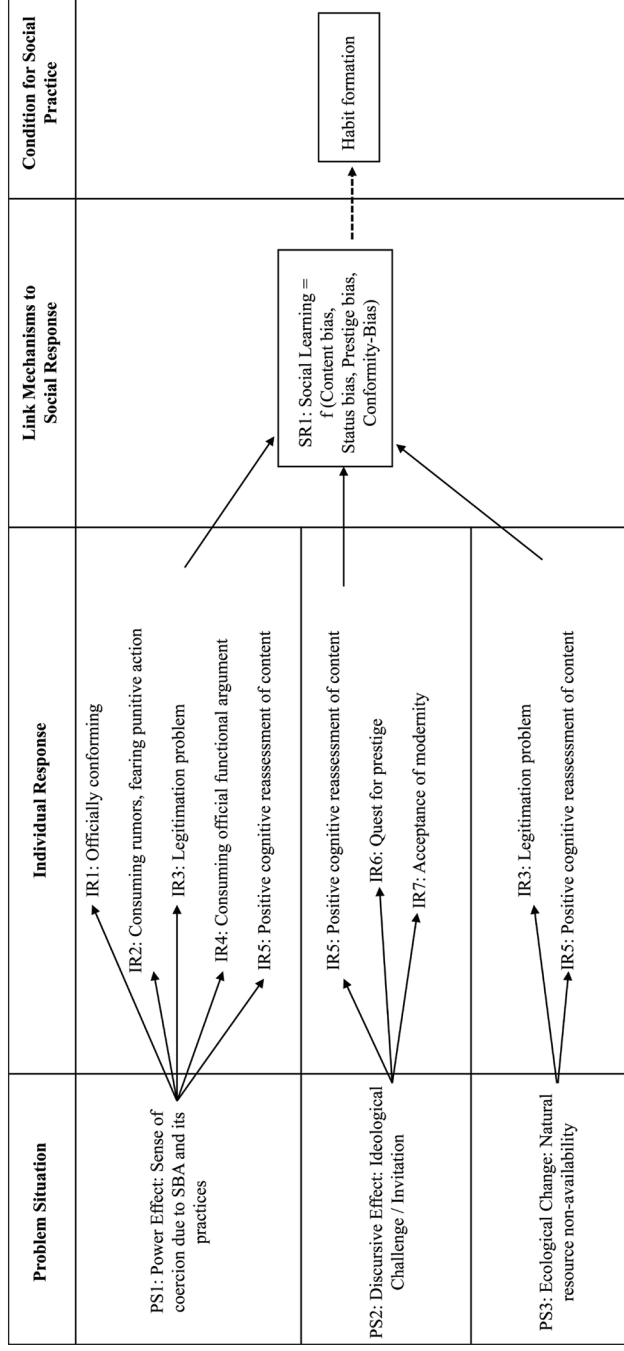 Problem Situation
Individual Response
Link Mechanisms to
Social Response
Condition for Social
Practice
PS1: Power Effect: Sense of
coercion due to SBA and its
practices
IR1: Officially conforming
IR2: Consuming rumors, fearing punitive action
IR3: Legitimation problem
IR4: Consuming official functional argument
IR5: Positive cognitive reassessment of content
PS2: Discursive Effect: Ideological
Challenge / Invitation
IR5: Positive cognitive reassessment of content
IR6: Quest for prestige
IR7: Acceptance of modernity
PS3: Ecological Change: Natural
resource non-availability
IR3: Legitimation problem
IR5: Positive cognitive reassessment of content
SR1: Social Learning =
f (Content bias,
Status bias, Prestige bias,
Conformity-Bias)
Habit formation